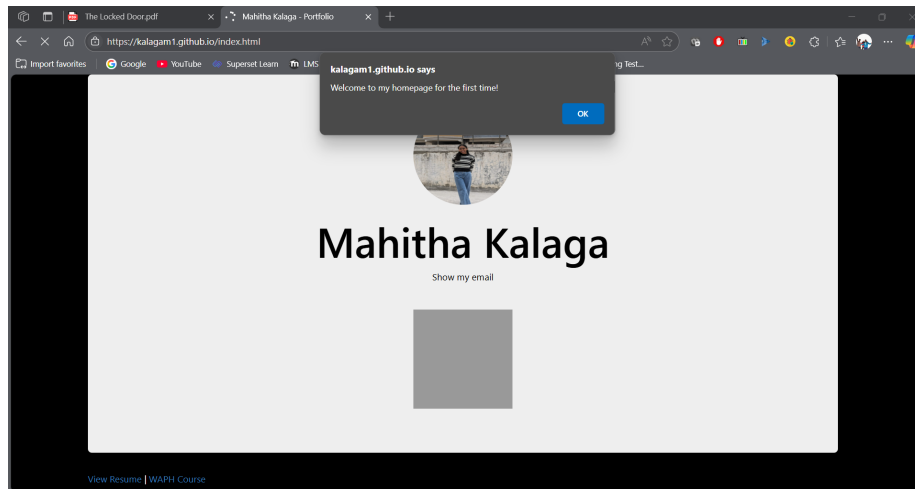 The Locked Door.pdf
Mahitha Kalaga - Portfolio
https://kalagam1.github.io/index.html
Import favorites
Google
YouTube
Superset Learn
LMS
ng Test...
kalagam1.github.io says
Welcome to my homepage for the first time!
OK
Mahitha Kalaga
Show my email
View Resume | WAPH Course